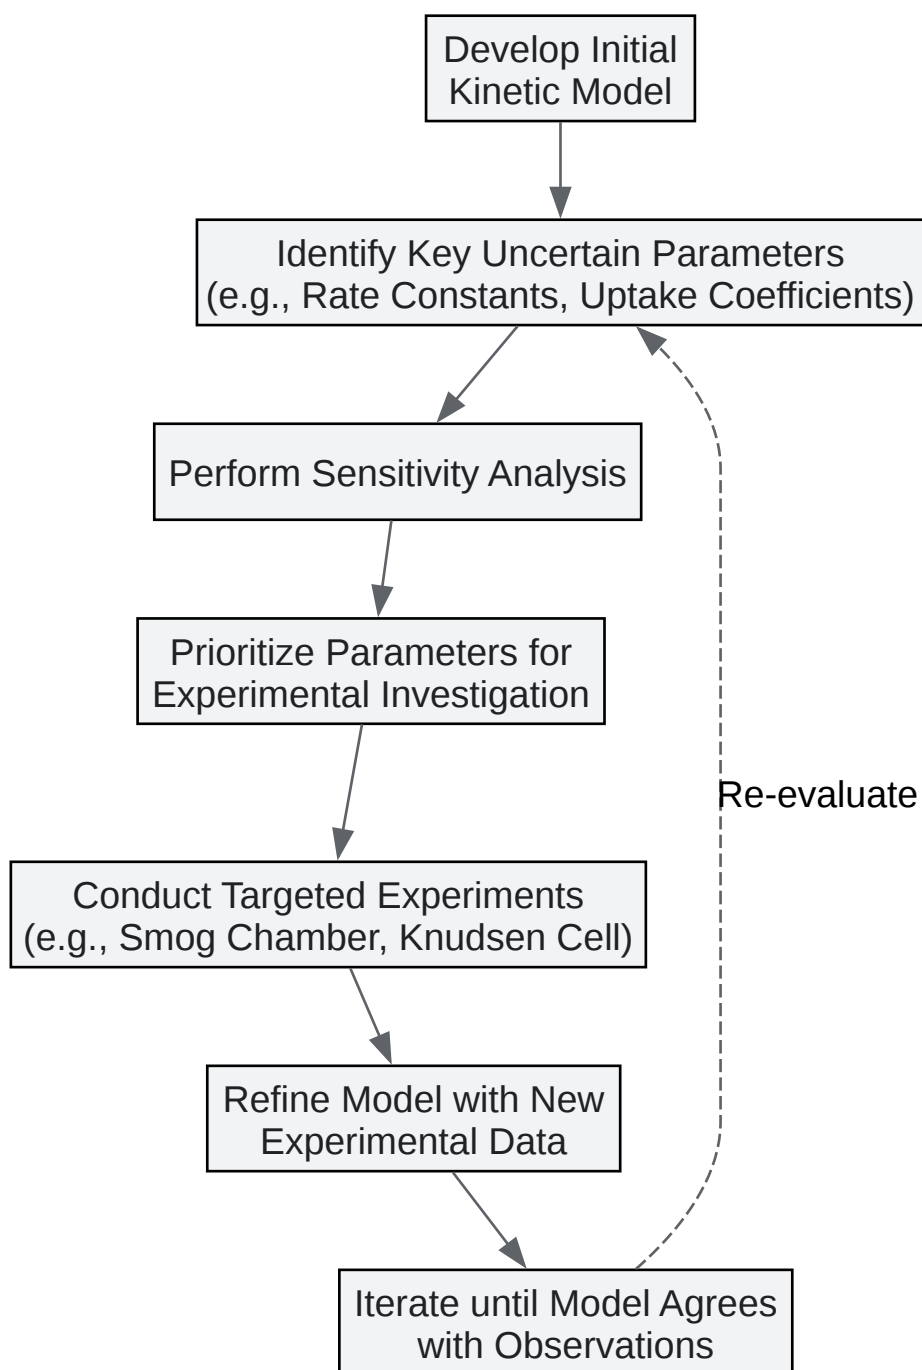 Develop Initial
Kinetic Model
Identify Key Uncertain Parameters
(e.g., Rate Constants, Uptake Coefficients)
Perform Sensitivity Analysis
Prioritize Parameters for
Experimental Investigation
Re-evaluate
Conduct Targeted Experiments
(e.g., Smog Chamber, Knudsen Cell)
Refine Model with New
Experimental Data
Iterate until Model Agrees
with Observations